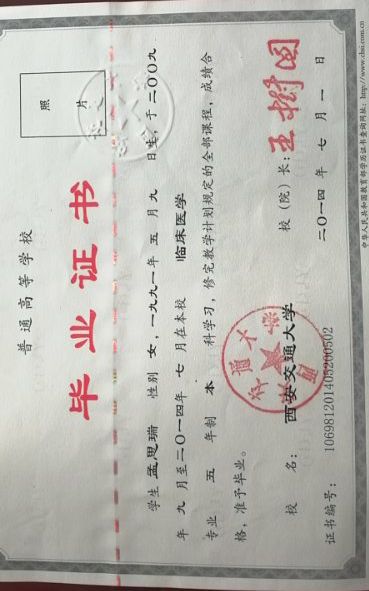 普通高等学校
毕业证书
照 片
学生 孟思瑞 性别 女，一九九一年 五 月 九 日生，于二〇〇九
年 九 月至二〇一四年 七 月在本校 临床医学
专业 五 年制 本 科学习，修完教学计划规定的全部课程，成绩合
格，准予毕业。
校 名： 西安交通大学 校（院）长： 王树国
证书编号： 106981201405200502 二〇一四年 七 月 一 日
中华人民共和国教育部学历证书查询网址：http://www.chsi.com.cn